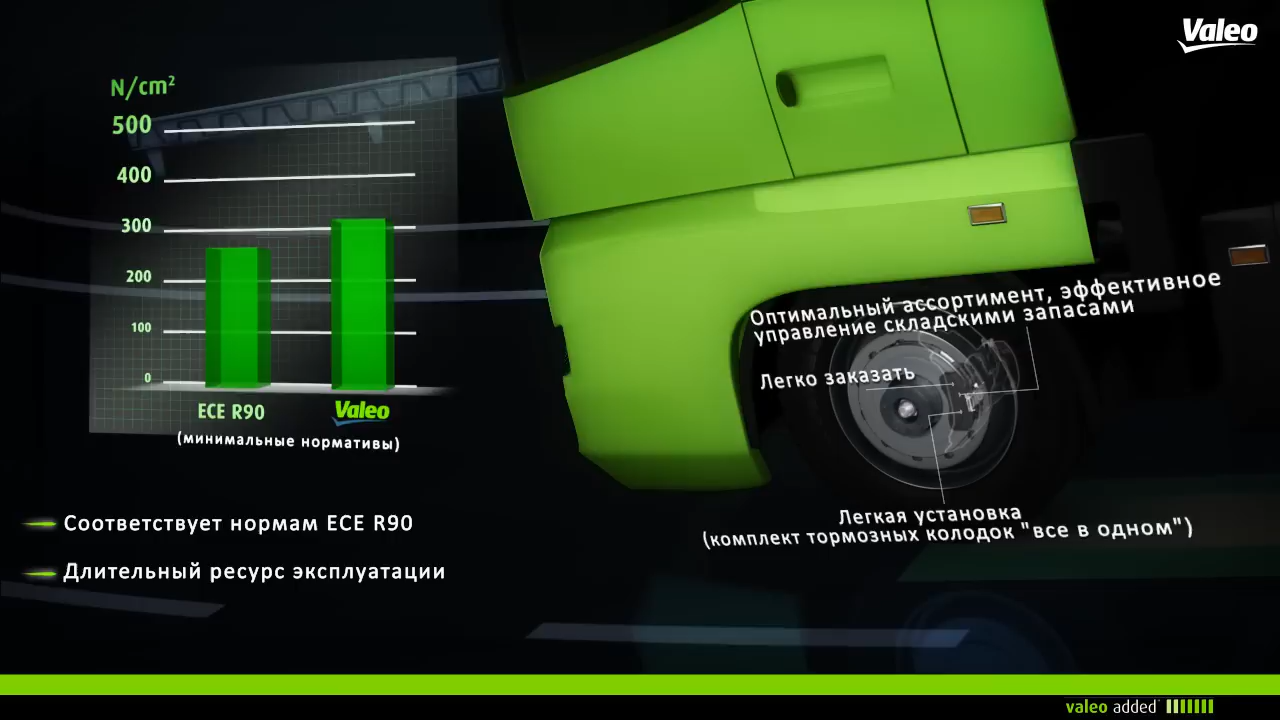 Valeo
N/cm²
500
400
300
200
100
0
ECE R90
Valeo
(минимальные нормативы)
Соответствует нормам ECE R90
Длительный ресурс эксплуатации
Оптимальный ассортимент, эффективное
управление складскими запасами
Легко заказать
Легкая установка
(комплект тормозных колодок "все в одном")
valeo added